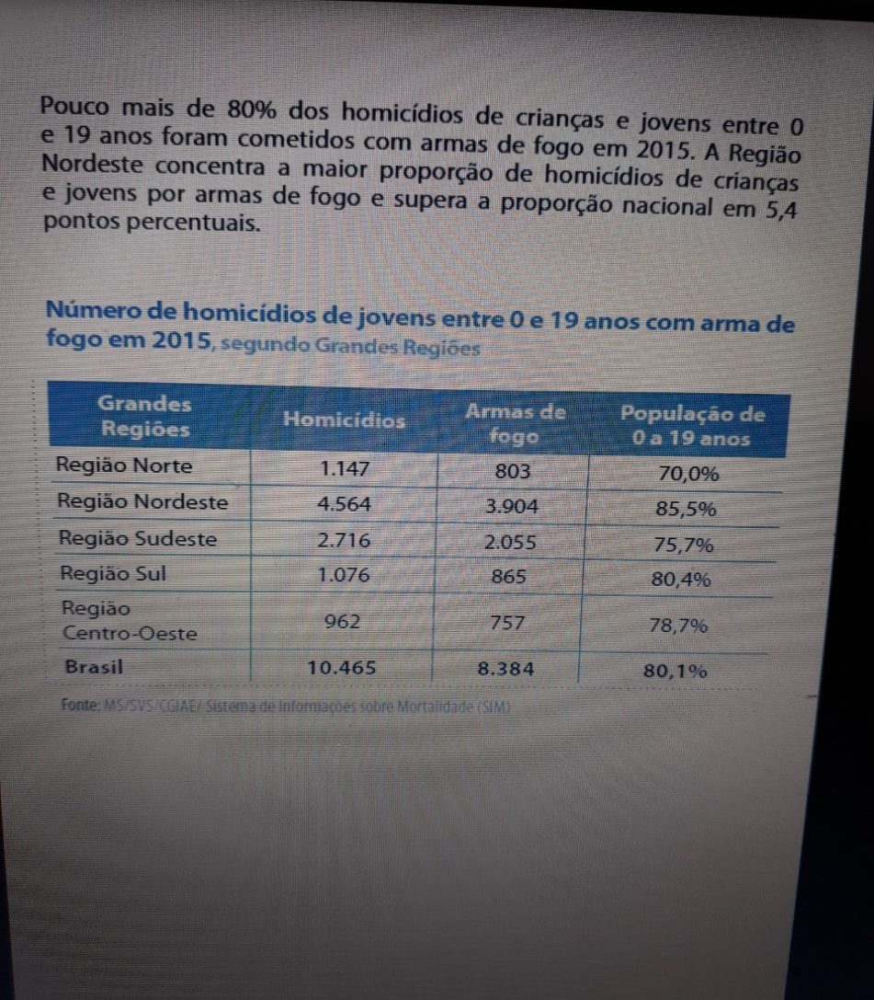 Pouco mais de 80% dos homicídios de crianças e jovens entre 0
e 19 anos foram cometidos com armas de fogo em 2015. A Região
Nordeste concentra a maior proporção de homicídios de crianças
e jovens por armas de fogo e supera a proporção nacional em 5,4
pontos percentuais.
Número de homicídios de jovens entre 0 e 19 anos com arma de
fogo em 2015, segundo Grandes Regiões
Grandes Regiões Homicídios Armas de fogo População de 0 a 19 anos
Região Norte 1.147 803 70,0%
Região Nordeste 4.564 3.904 85,5%
Região Sudeste 2.716 2.055 75,7%
Região Sul 1.076 865 80,4%
Região Centro-Oeste 962 757 78,7%
Brasil 10.465 8.384 80,1%
Fonte: MS/SVS/CGIAE/ Sistema de Informações sobre Mortalidade (SIM)